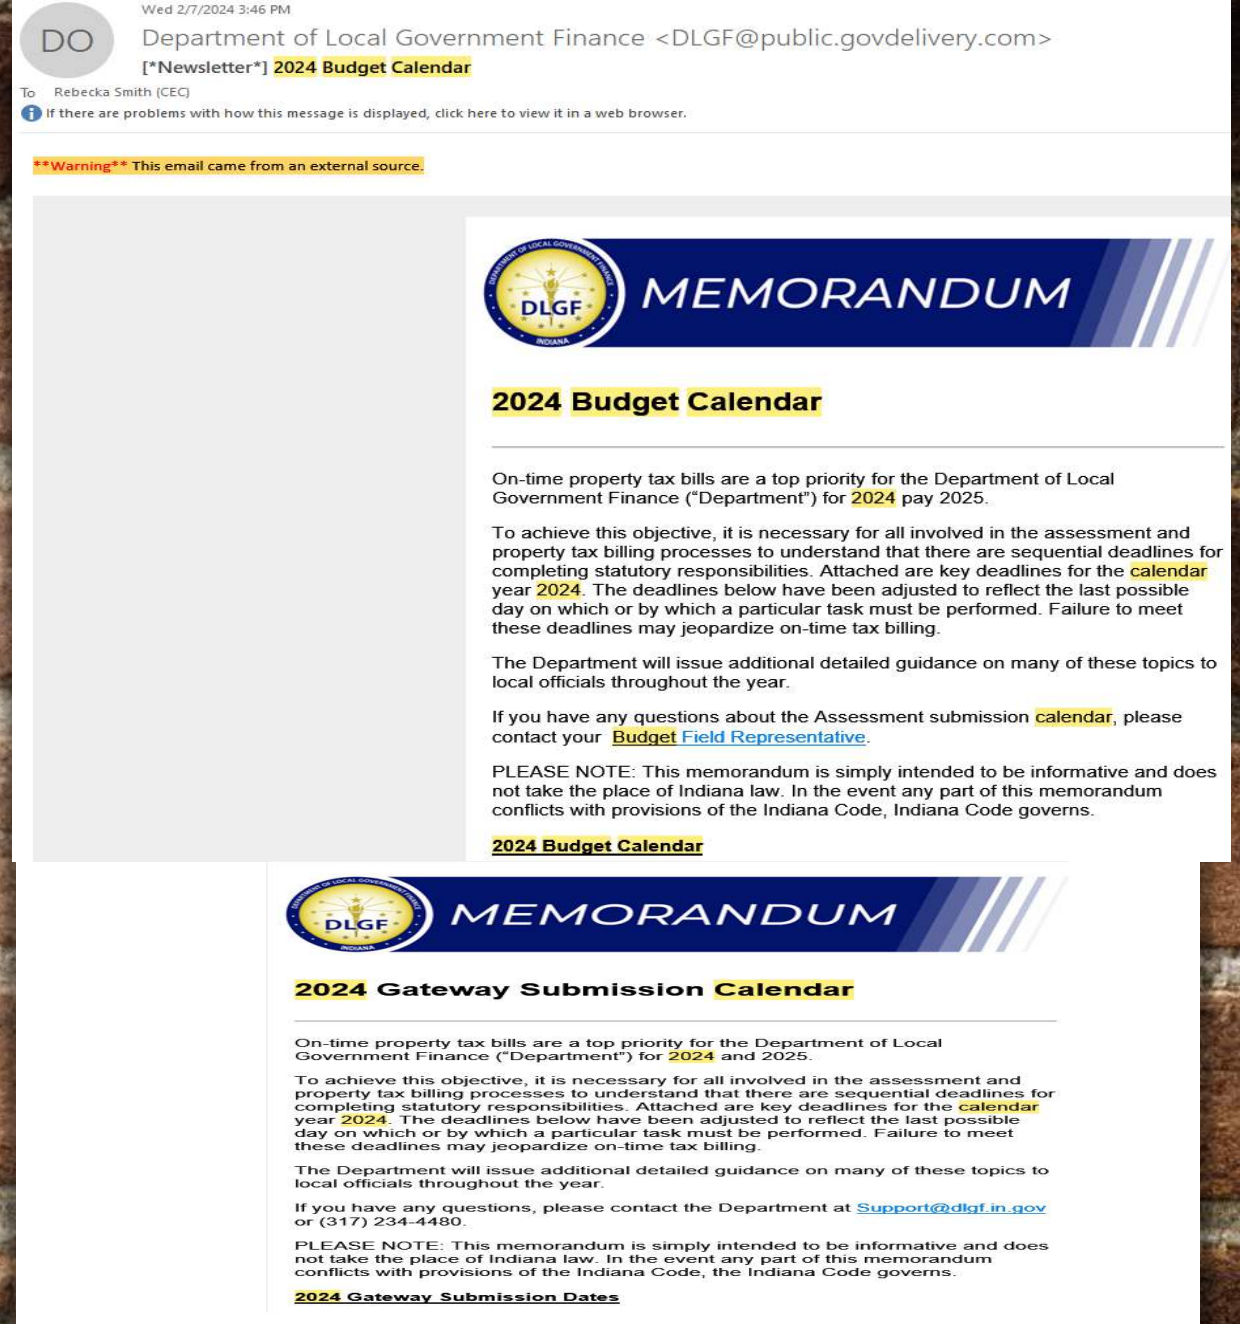 Wed 2/7/2024 3:46 PM
DO
Department of Local Government Finance <DLGF@public.govdelivery.com>
[*Newsletter*] 2024 Budget Calendar
To Rebecka Smith (CEC)
If there are problems with how this message is displayed, click here to view it in a web browser.
**Warning** This email came from an external source.
DEPARTMENT OF LOCAL GOVERNMENT FINANCE
DLGF
INDIANA
MEMORANDUM
2024 Budget Calendar
On-time property tax bills are a top priority for the Department of Local
Government Finance (“Department”) for 2024 pay 2025.
To achieve this objective, it is necessary for all involved in the assessment and
property tax billing processes to understand that there are sequential deadlines for
completing statutory responsibilities. Attached are key deadlines for the calendar
year 2024. The deadlines below have been adjusted to reflect the last possible
day on which or by which a particular task must be performed. Failure to meet
these deadlines may jeopardize on-time tax billing.
The Department will issue additional detailed guidance on many of these topics to
local officials throughout the year.
If you have any questions about the Assessment submission calendar, please
contact your Budget Field Representative.
PLEASE NOTE: This memorandum is simply intended to be informative and does
not take the place of Indiana law. In the event any part of this memorandum
conflicts with provisions of the Indiana Code, Indiana Code governs.
2024 Budget Calendar
DEPARTMENT OF LOCAL GOVERNMENT FINANCE
DLGF
INDIANA
MEMORANDUM
2024 Gateway Submission Calendar
On-time property tax bills are a top priority for the Department of Local
Government Finance (“Department”) for 2024 and 2025.
To achieve this objective, it is necessary for all involved in the assessment and
property tax billing processes to understand that there are sequential deadlines for
completing statutory responsibilities. Attached are key deadlines for the calendar
year 2024. The deadlines below have been adjusted to reflect the last possible
day on which or by which a particular task must be performed. Failure to meet
these deadlines may jeopardize on-time tax billing.
The Department will issue additional detailed guidance on many of these topics to
local officials throughout the year.
If you have any questions, please contact the Department at Support@dlgf.in.gov
or (317) 234-4480.
PLEASE NOTE: This memorandum is simply intended to be informative and does
not take the place of Indiana law. In the event any part of this memorandum
conflicts with provisions of the Indiana Code, the Indiana Code governs.
2024 Gateway Submission Dates